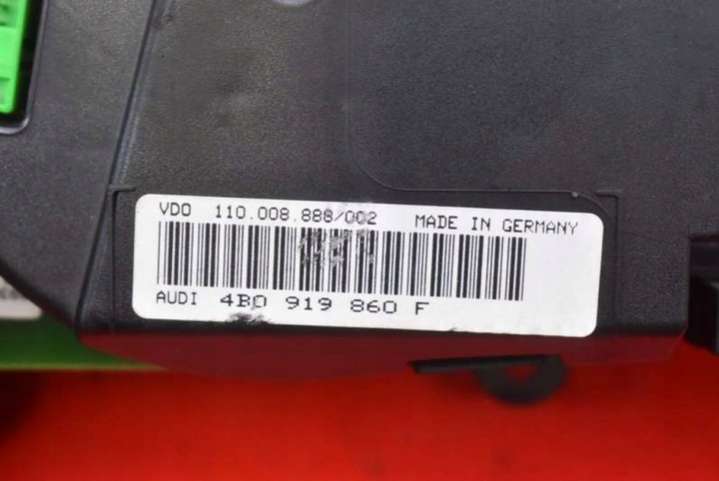 VDO 110.008.888/002 MADE IN GERMANY
AUDI 4B0 919 860 F